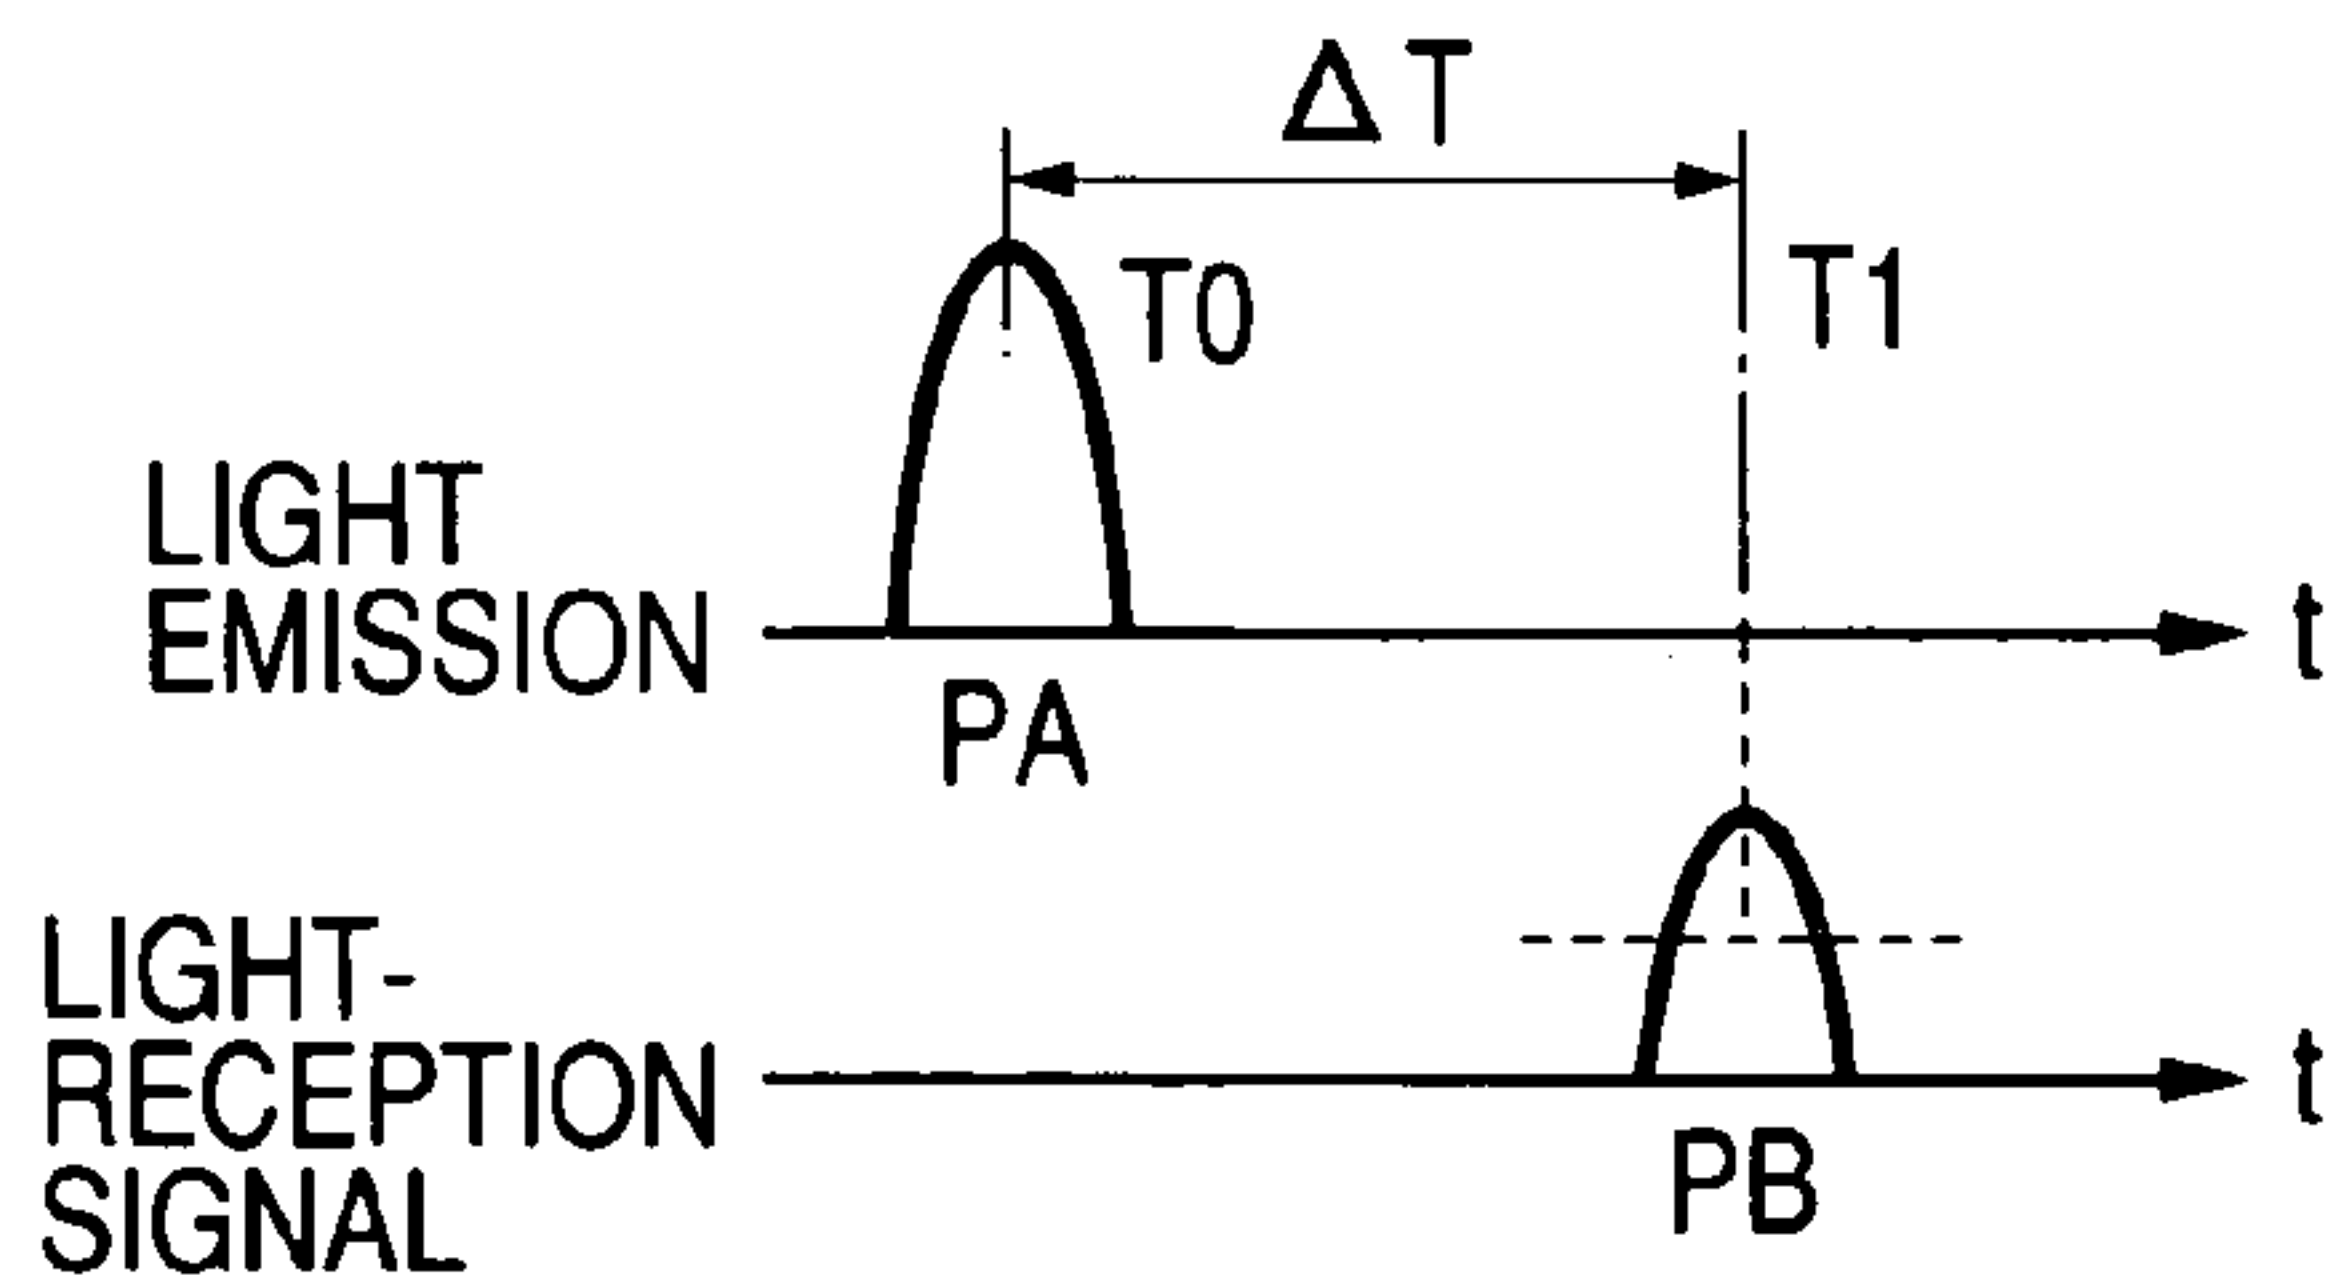 ΔT
T0
T1
LIGHT
EMISSION
t
PA
LIGHT-
RECEPTION
SIGNAL
t
PB